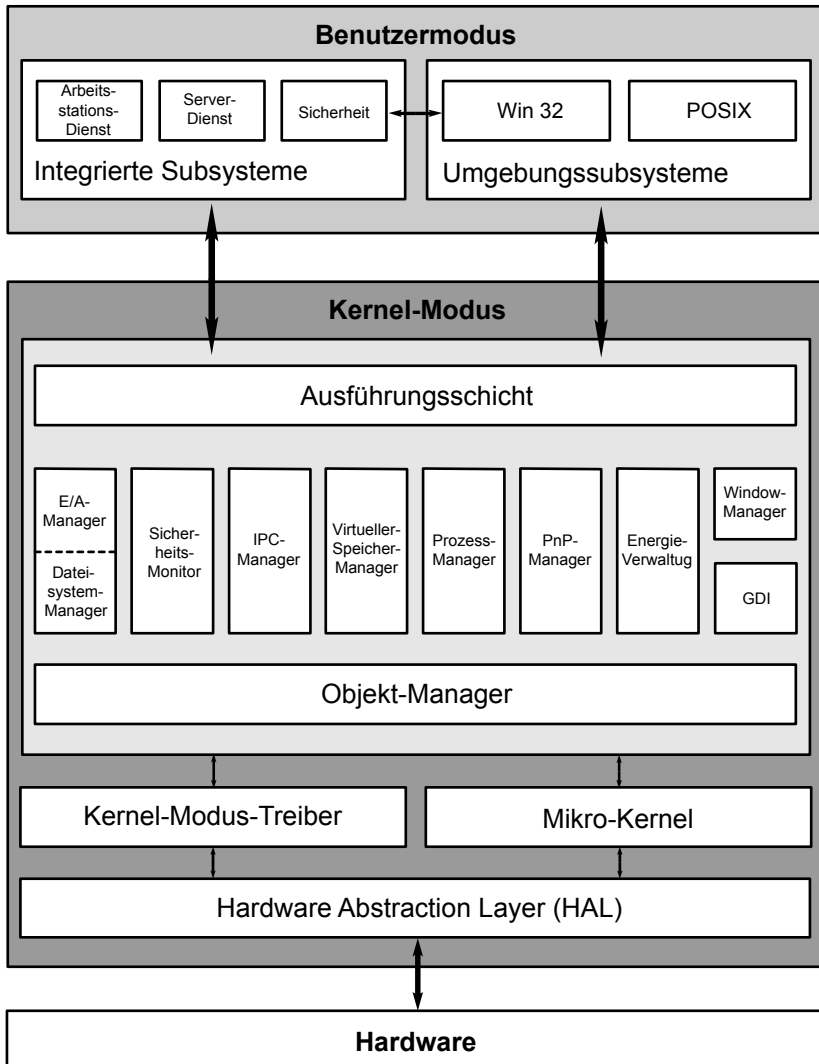 Benutzermodus
Arbeits-
stations-
Dienst
Server-
Dienst
Sicherheit
Integrierte Subsysteme
Win 32
POSIX
Umgebungssubsysteme
Kernel-Modus
Ausführungsschicht
E/A-
Manager
Datei-
system-
Manager
Sicher-
heits-
Monitor
IPC-
Manager
Virtueller-
Speicher-
Manager
Prozess-
Manager
PnP-
Manager
Energie-
Verwaltug
Window-
Manager
GDI
Objekt-Manager
Kernel-Modus-Treiber
Mikro-Kernel
Hardware Abstraction Layer (HAL)
Hardware